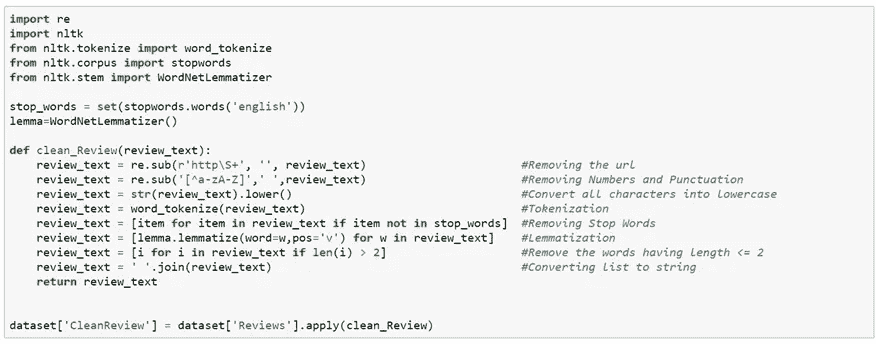 import re
import nltk
from nltk.tokenize import word_tokenize
from nltk.corpus import stopwords
from nltk.stem import WordNetLemmatizer

stop_words = set(stopwords.words('english'))
lemma=WordNetLemmatizer()

def clean_Review(review_text):
    review_text = re.sub(r'http\S+', '', review_text)                      #Removing the url
    review_text = re.sub('[^a-zA-Z]',' ',review_text)                      #Removing Numbers and Punctuation
    review_text = str(review_text).lower()                                 #Convert all characters into Lowercase
    review_text = word_tokenize(review_text)                               #Tokenization
    review_text = [item for item in review_text if item not in stop_words] #Removing Stop Words
    review_text = [lemma.lemmatize(word=w,pos='v') for w in review_text]   #Lemmatization
    review_text = [i for i in review_text if len(i) > 2]                   #Remove the words having length <= 2
    review_text = ' '.join(review_text)                                    #Converting list to string
    return review_text


dataset['CleanReview'] = dataset['Reviews'].apply(clean_Review)